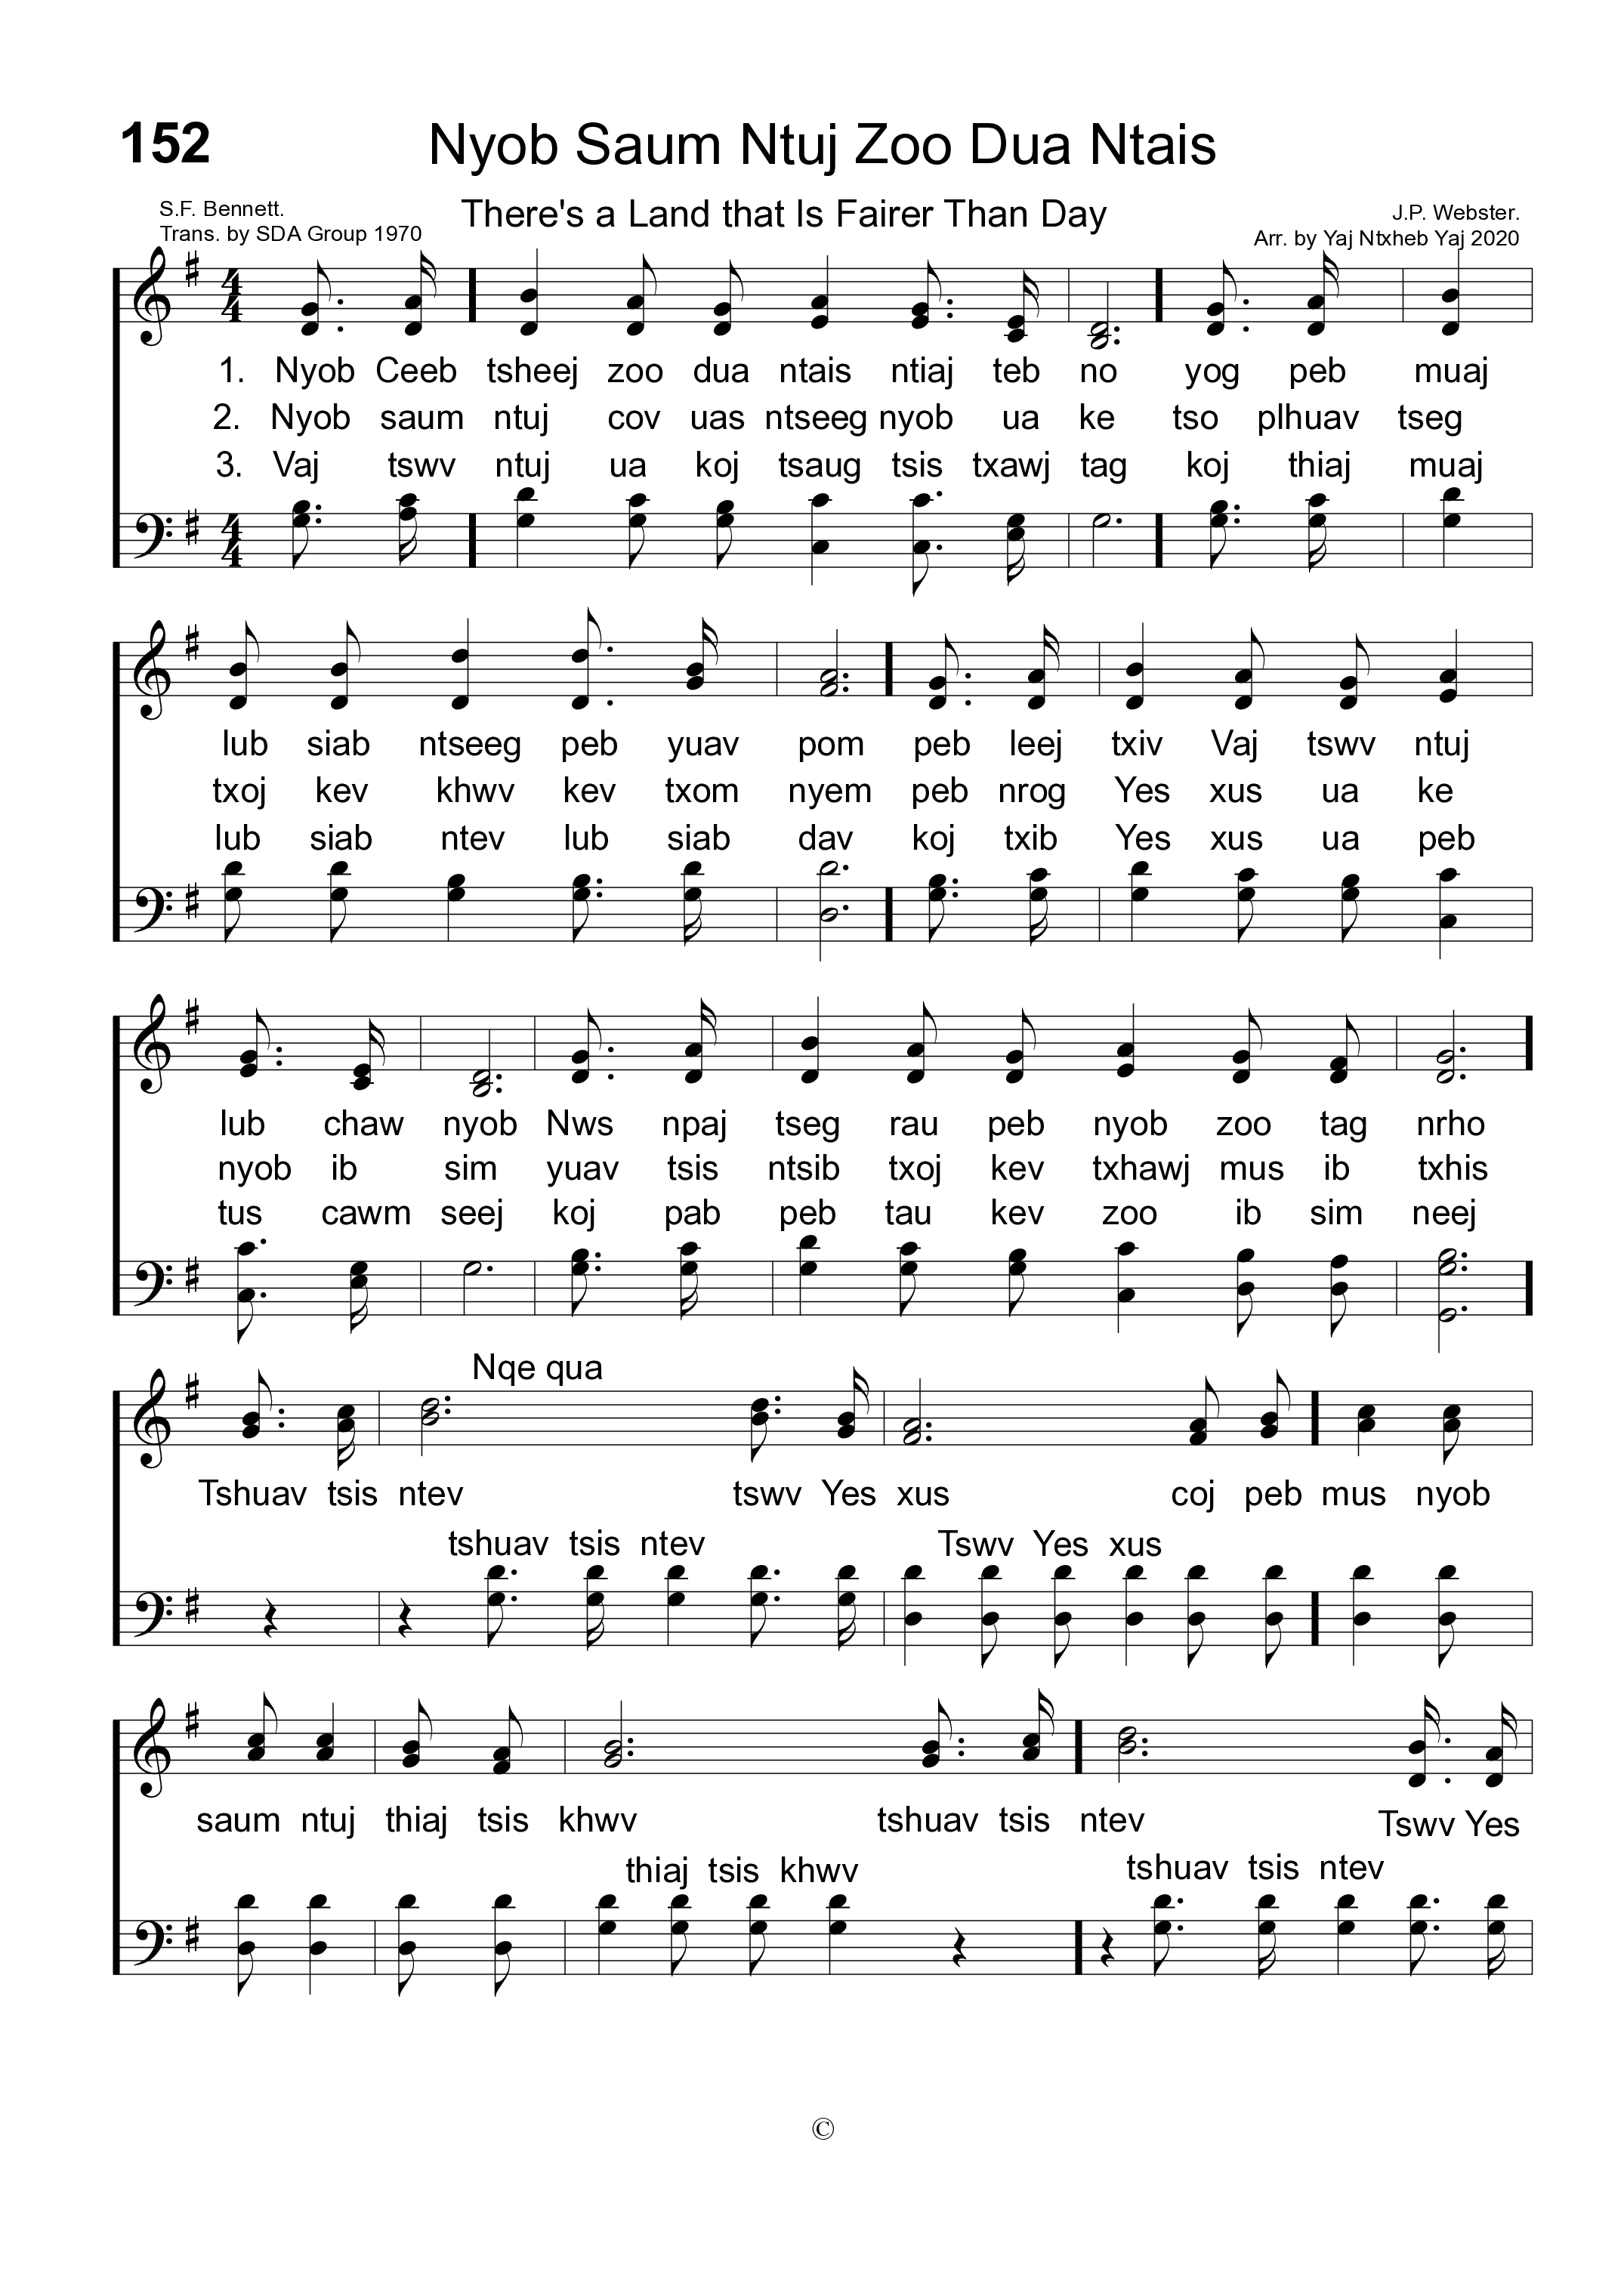 152 Nyob Saum Ntuj Zoo Dua Ntais
There's a Land that Is Fairer Than Day
S.F. Bennett.
Trans. by SDA Group 1970
J.P. Webster.
Arr. by Yaj Ntxheb Yaj 2020
1. Nyob Ceeb tsheej zoo dua ntais ntiaj teb no yog peb muaj
2. Nyob saum ntuj cov uas ntseeg nyob ua ke tso plhuav tseg
3. Vaj tswv ntuj ua koj tsaug tsis txawj tag koj thiaj muaj
lub siab ntseeg peb yuav pom peb leej txiv Vaj tswv ntuj
txoj kev khwv kev txom nyem peb nrog Yes xus ua ke
lub siab ntev lub siab dav koj txib Yes xus ua peb
lub chaw nyob Nws npaj tseg rau peb nyob zoo tag nrho
nyob ib sim yuav tsis ntsib txoj kev txhawj mus ib txhis
tus cawm seej koj pab peb tau kev zoo ib sim neej
Nqe qua
Tshuav tsis ntev tswv Yes xus coj peb mus nyob
tshuav tsis ntev Tswv Yes xus
saum ntuj thiaj tsis khwv tshuav tsis ntev Tswv Yes
thiaj tsis khwv tshuav tsis ntev
©